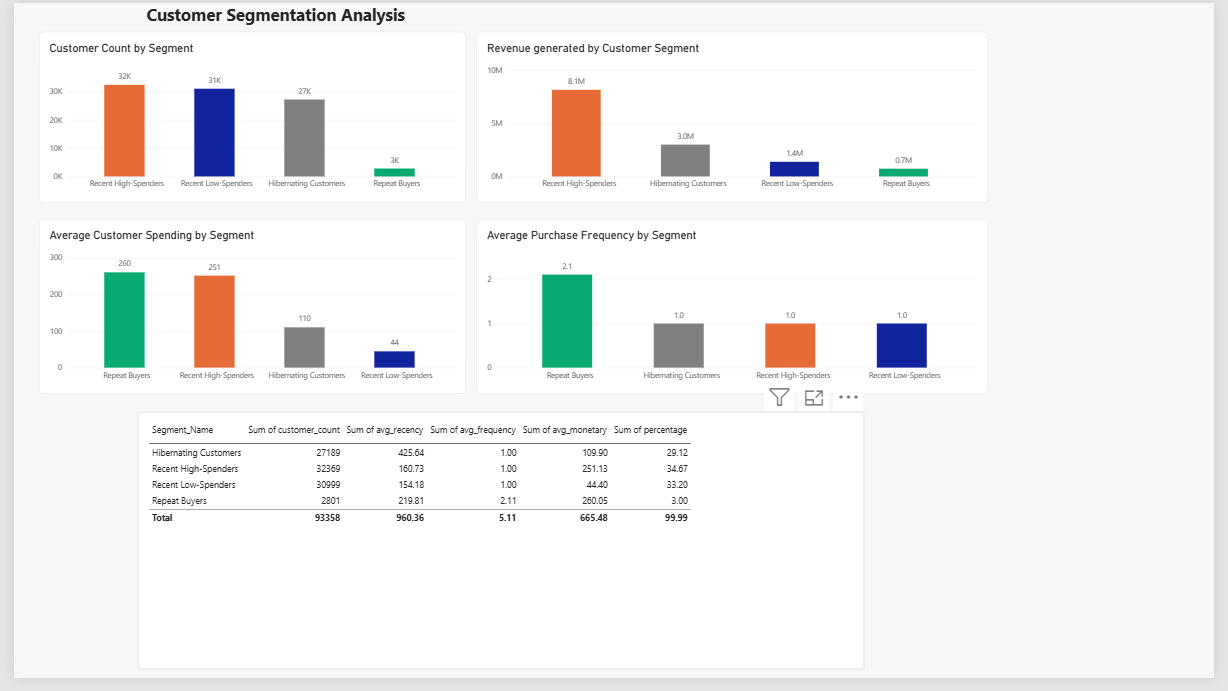 Customer Segmentation Analysis
Customer Count by Segment
32K
31K
27K
3K
30K
20K
10K
0K
Recent High-Spenders
Recent Low-Spenders
Hibernating Customers
Repeat Buyers
Revenue generated by Customer Segment
10M
5M
0M
8.1M
3.0M
1.4M
0.7M
Recent High-Spenders
Hibernating Customers
Recent Low-Spenders
Repeat Buyers
Average Customer Spending by Segment
300
200
100
0
260
251
110
44
Repeat Buyers
Recent High-Spenders
Hibernating Customers
Recent Low-Spenders
Average Purchase Frequency by Segment
2
1
0
2.1
1.0
1.0
1.0
Repeat Buyers
Hibernating Customers
Recent High-Spenders
Recent Low-Spenders
Segment_Name Sum of customer_count Sum of avg_recency Sum of avg_frequency Sum of avg_monetary Sum of percentage
Hibernating Customers 27189 425.64 1.00 109.90 29.12
Recent High-Spenders 32369 160.73 1.00 251.13 34.67
Recent Low-Spenders 30999 154.18 1.00 44.40 33.20
Repeat Buyers 2801 219.81 2.11 260.05 3.00
Total 93358 960.36 5.11 665.48 99.99